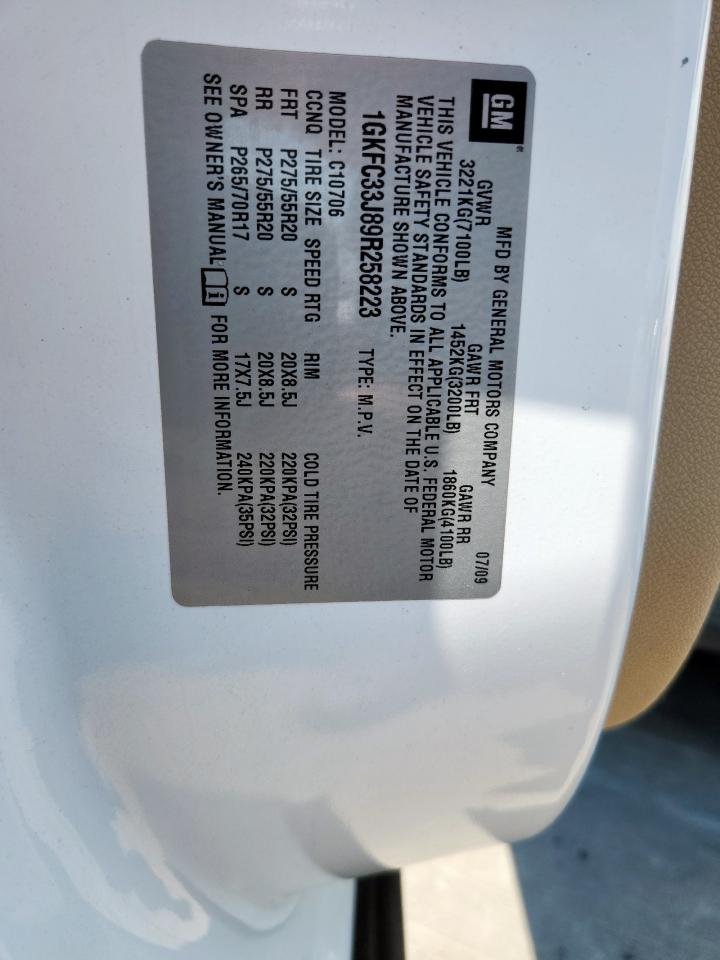 GM®
MFD BY GENERAL MOTORS COMPANY 07/09
GVWR GAWR FRT GAWR RR
3221KG(7100LB) 1452KG(3200LB) 1860KG(4100LB)
THIS VEHICLE CONFORMS TO ALL APPLICABLE U.S. FEDERAL MOTOR
VEHICLE SAFETY STANDARDS IN EFFECT ON THE DATE OF
MANUFACTURE SHOWN ABOVE.
1GKFC33J89R258223 TYPE: M.P.V.
MODEL: C10706
CCNQ TIRE SIZE SPEED RTG RIM COLD TIRE PRESSURE
FRT P275/55R20 S 20X8.5J 220KPA(32PSI)
RR P275/55R20 S 20X8.5J 220KPA(32PSI)
SPA P265/70R17 S 17X7.5J 240KPA(35PSI)
SEE OWNER'S MANUAL i FOR MORE INFORMATION.